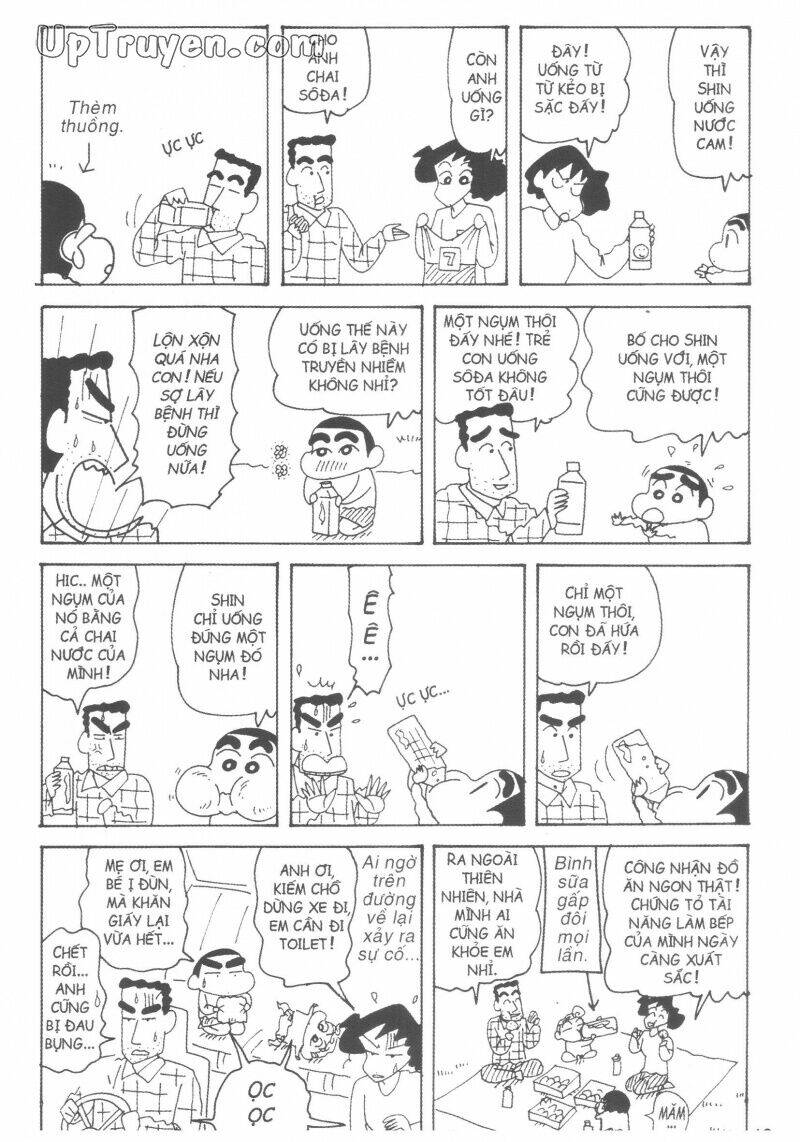 UpTruyen.com
VẬY
THÌ
SHIN
UỐNG
NƯỚC
CAM!
ĐÂY!
UỐNG TỪ
TỪ KẺO BỊ
SẶC ĐẤY!
CÒN
ANH
UỐNG
GÌ?
CHO
ANH
CHAI
SÔĐA!
ỰC ỰC
Thèm
thuồng.
BỐ CHO SHIN
UỐNG VỚI, MỘT
NGỤM THÔI
CŨNG ĐƯỢC!
MỘT NGỤM THÔI
ĐẤY NHÉ! TRẺ
CON UỐNG
SÔĐA KHÔNG
TỐT ĐÂU!
UỐNG THẾ NÀY
CÓ BỊ LÂY BỆNH
TRUYỀN NHIỄM
KHÔNG NHỈ?
LỘN XỘN
QUÁ NHA
CON! NẾU
SỢ LÂY
BỆNH THÌ
ĐỪNG
UỐNG
NỮA!
CHỈ MỘT
NGỤM THÔI,
CON ĐÃ HỨA
RỒI ĐẤY!
Ê
Ê
...
ỰC ỰC...
SHIN
CHỈ UỐNG
ĐÚNG MỘT
NGỤM ĐÓ
NHA!
HIC.. MỘT
NGỤM CỦA
NÓ BẰNG
CẢ CHAI
NƯỚC CỦA
MÌNH!
CÔNG NHẬN ĐỒ
ĂN NGON THẬT!
CHỨNG TỎ TÀI
NĂNG LÀM BẾP
CỦA MÌNH NGÀY
CÀNG XUẤT
SẮC!
Bình
sữa
gấp
đôi
mọi
lần.
RA NGOÀI
THIÊN
NHIÊN, NHÀ
MÌNH AI
CŨNG ĂN
KHỎE EM
NHỈ.
MĂM
...
Ai ngờ
trên
đường
về lại
xảy ra
sự cố...
ANH ƠI,
KIẾM CHỖ
DỪNG XE ĐI,
EM CẦN ĐI
TOILET!
MẸ ƠI, EM
BÉ Ị ĐÙN,
MÀ KHĂN
GIẤY LẠI
VỪA HẾT...
CHẾT
RỒI...
ANH
CŨNG
BỊ ĐAU
BỤNG...
ỌC
ỌC